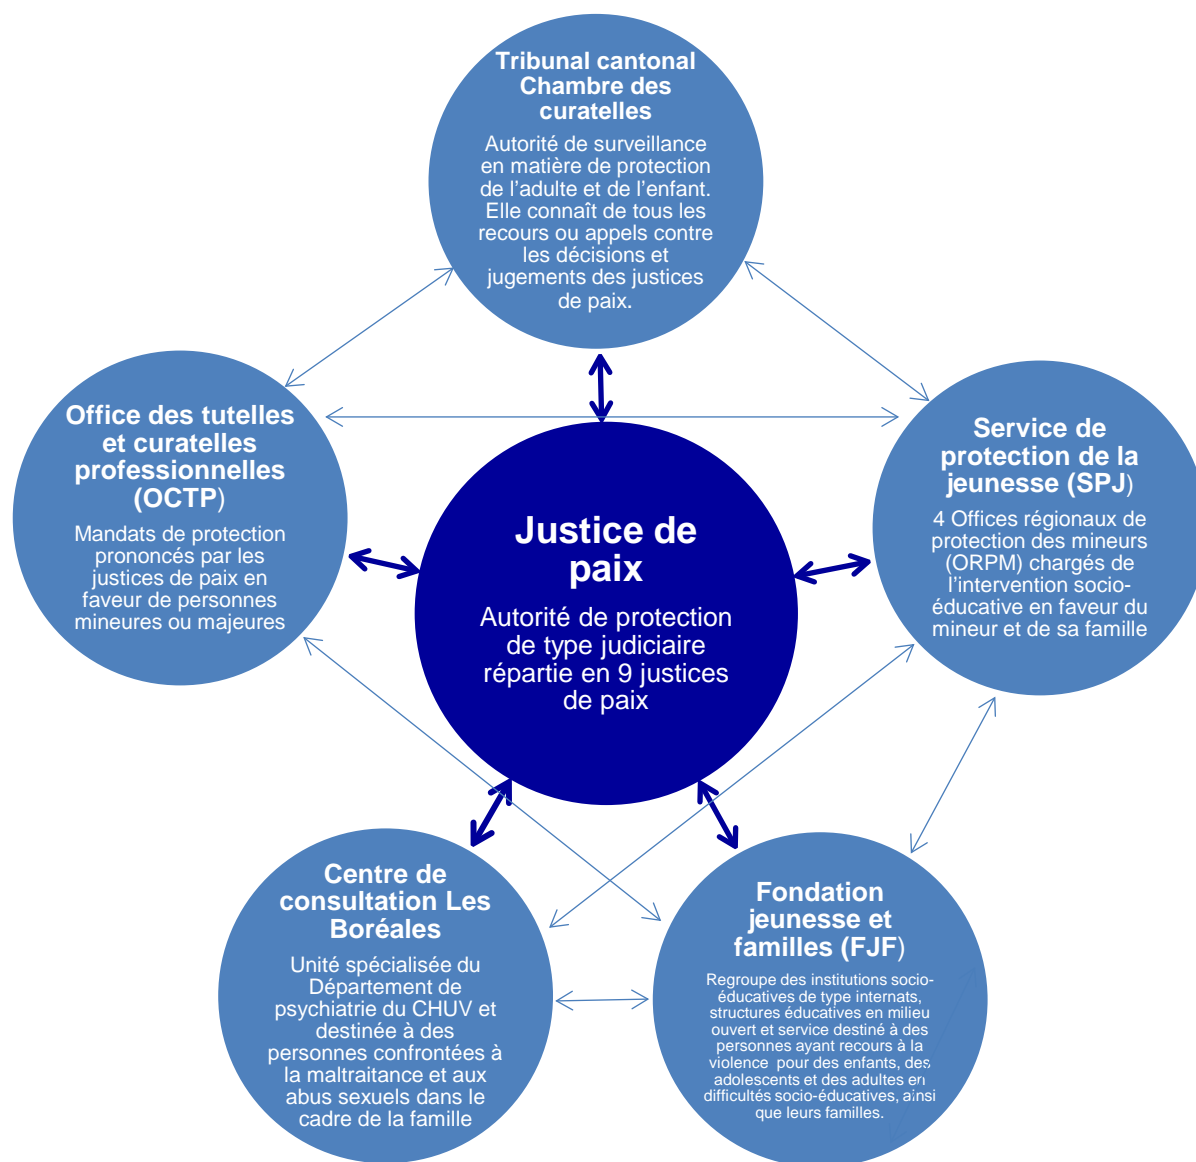 Tribunal cantonal
Chambre des
curatelles
Autorité de surveillance
en matière de protection
de l'adulte et de l'enfant.
Elle connaît de tous les
recours ou appels contre
les décisions et
jugements des justices
de paix.
Office des tutelles
et curatelles
professionnelles
(OCTP)
Mandats de protection
prononcés par les
justices de paix en
faveur de personnes
mineures ou majeures
Service de
protection de la
jeunesse (SPJ)
4 Offices régionaux de
protection des mineurs
(ORPM) chargés de
l'intervention socio-
éducative en faveur du
mineur et de sa famille
Justice de
paix
Autorité de protection
de type judiciaire
répartie en 9 justices
de paix
Centre de
consultation Les
Boréales
Unité spécialisée du
Département de
psychiatrie du CHUV et
destinée à des
personnes confrontées à
la maltraitance et aux
abus sexuels dans le
cadre de la famille
Fondation
jeunesse et
familles (FJF)
Regroupe des institutions socio-
éducatives de type internats,
structures éducatives en milieu
ouvert et service destiné à des
personnes ayant recours à la
violence pour des enfants, des
adolescents et des adultes en
difficultés socio-éducatives, ainsi
que leurs familles.